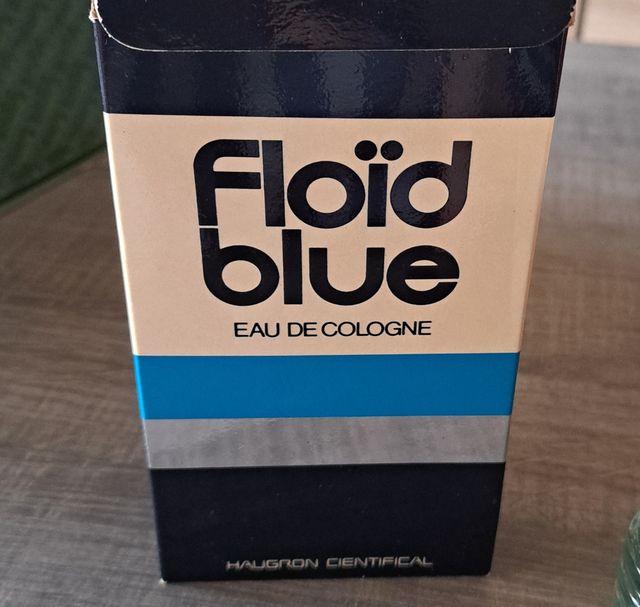 floïd
blue
EAU DE COLOGNE
HAUGRON CIENTIFICAL